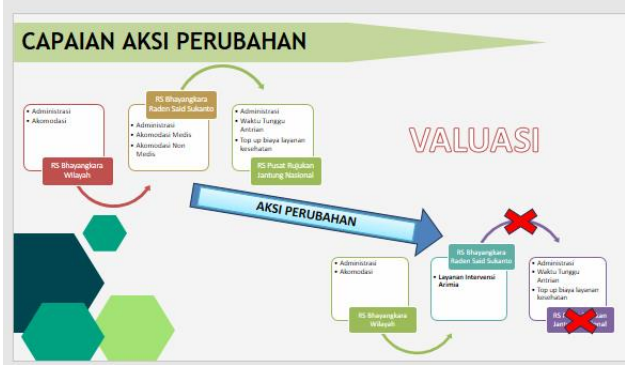 CAPAIAN AKSI PERUBAHAN
• Administrasi
• Akomodasi
RS Bhayangkara
Wilayah
RS Bhayangkara
Raden Said Sukanto
• Administrasi
• Akomodasi Medis
• Akomodasi Non
Medis
• Administrasi
• Waktu Tunggu
Antrian
• Top up biaya layanan
kesehatan
RS Pusat Rujukan
Jantung Nasional
VALUASI
AKSI PERUBAHAN
• Administrasi
• Akomodasi
RS Bhayangkara
Wilayah
RS Bhayangkara
Raden Said Sukanto
• Layanan Intervensi
Arimia
• Administrasi
• Waktu Tunggu
Antrian
• Top up biaya layanan
kesehatan
RS